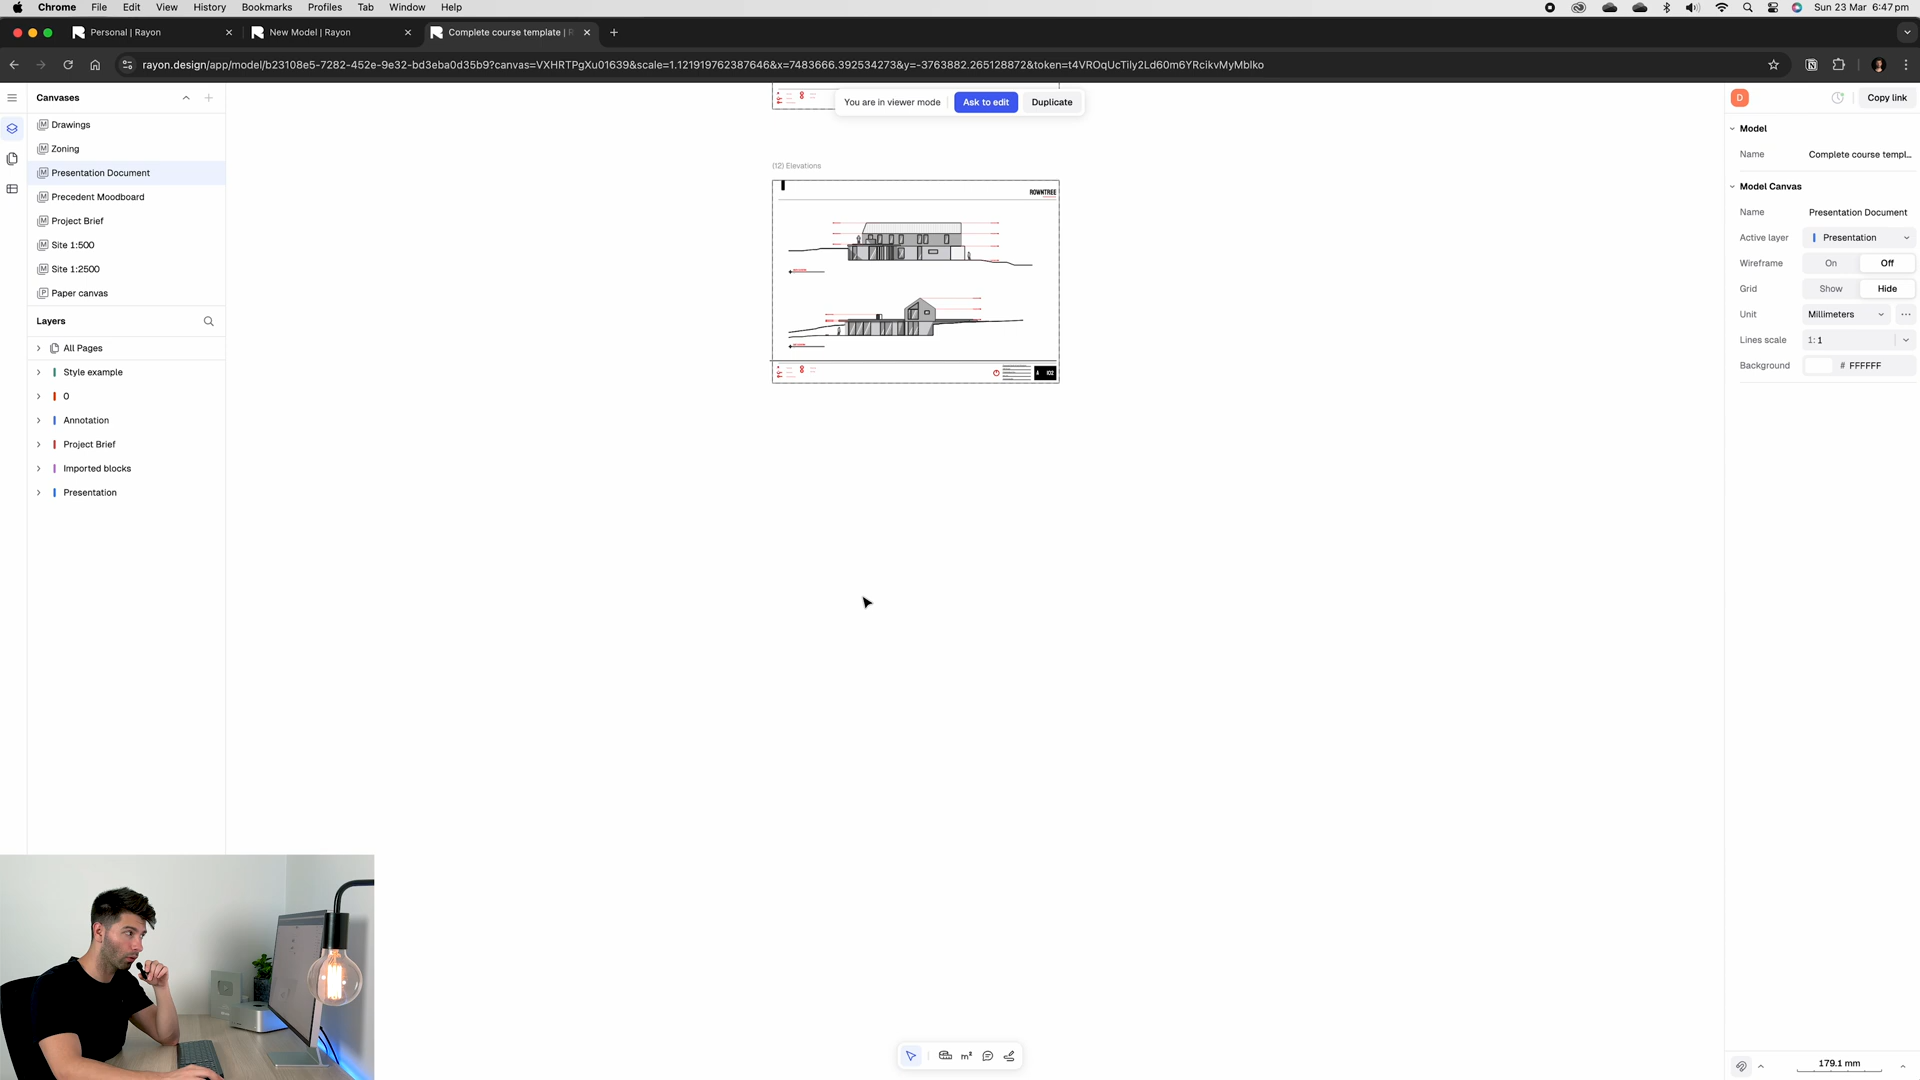 Chrome File Edit View History Bookmarks Profiles Tab Window Help
Sun 23 Mar 6:47 pm
Personal | Rayon
New Model | Rayon
Complete course template |
rayon.design/app/model/b23108e5-7282-452e-9e32-bd3eba0d35b9?canvas=VXHRTPgXu01639&scale=1.121919762387646&x=7483666.392534273&y=-3763882.265128872&token=t4VROqUcTily2Ld60m6YRcikvMyMblko
Canvases
Drawings
Zoning
Presentation Document
Precedent Moodboard
Project Brief
Site 1:500
Site 1:2500
Paper canvas
Layers
All Pages
Style example
0
Annotation
Project Brief
Imported blocks
Presentation
You are in viewer mode
Ask to edit
Duplicate
(12) Elevations
ROWNTREE
A 102
m²
D
Copy link
Model
Name Complete course templ...
Model Canvas
Name Presentation Document
Active layer Presentation
Wireframe On Off
Grid Show Hide
Unit Millimeters
Lines scale 1: 1
Background # FFFFFF
179.1 mm